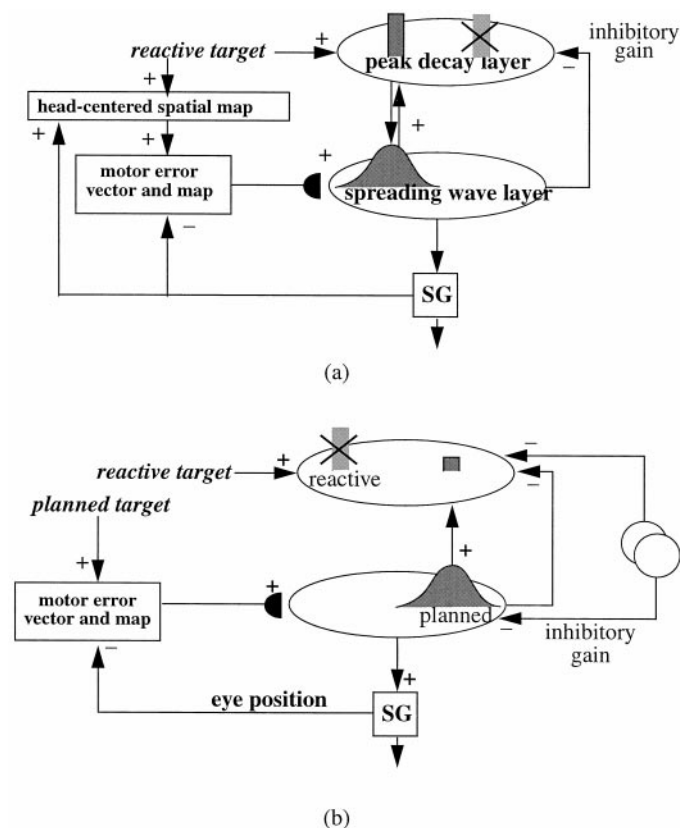 inhibitory
gain
reactive target
+
peak decay layer
−
+
head-centered spatial map
+
+
+
+
motor error
vector and map
spreading wave layer
−
SG
(a)
reactive target
+
reactive
−
−
planned target
+
+
motor error
vector and map
+
planned
−
inhibitory
gain
−
eye position
+
SG
(b)